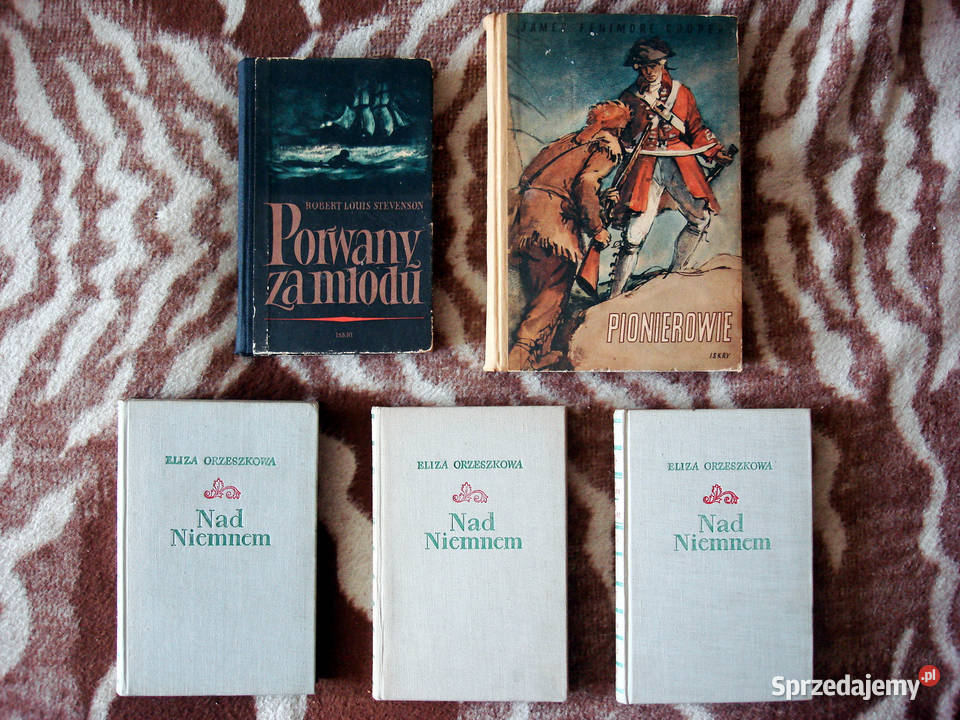 ROBERT LOUIS STEVENSON
Porwany
za młodu
ISKRY
JAMES FENIMORE COOPER
PIONIEROWIE
ISKRY
ELIZA ORZESZKOWA
Nad
Niemnem
ELIZA ORZESZKOWA
Nad
Niemnem
ELIZA ORZESZKOWA
Nad
Niemnem
Sprzedajemy.pl